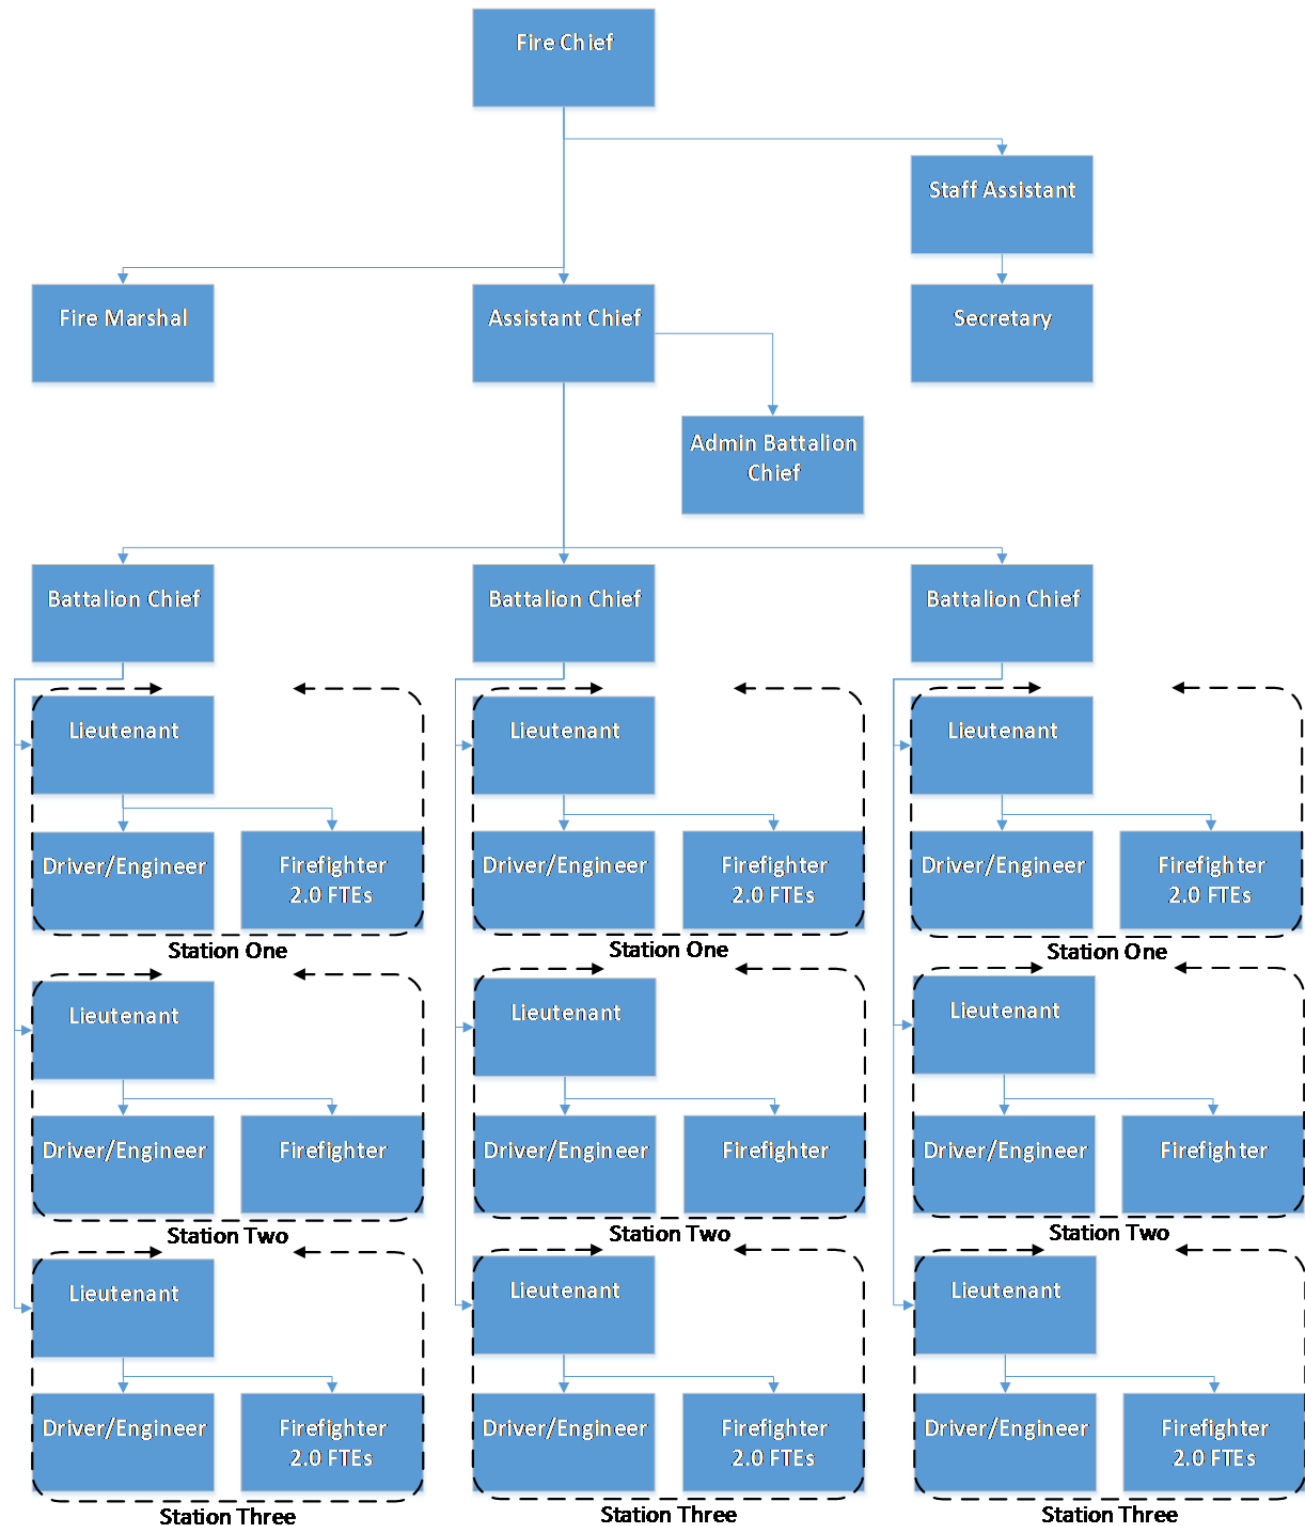 Fire Chief
Staff Assistant
Fire Marshal
Assistant Chief
Secretary
Admin Battalion
Chief
Battalion Chief
Battalion Chief
Battalion Chief
Lieutenant
Lieutenant
Lieutenant
Driver/Engineer
Firefighter
2.0 FTEs
Driver/Engineer
Firefighter
2.0 FTEs
Driver/Engineer
Firefighter
2.0 FTEs
Station One
Station One
Station One
Lieutenant
Lieutenant
Lieutenant
Driver/Engineer
Firefighter
Driver/Engineer
Firefighter
Driver/Engineer
Firefighter
Station Two
Station Two
Station Two
Lieutenant
Lieutenant
Lieutenant
Driver/Engineer
Firefighter
2.0 FTEs
Driver/Engineer
Firefighter
2.0 FTEs
Driver/Engineer
Firefighter
2.0 FTEs
Station Three
Station Three
Station Three